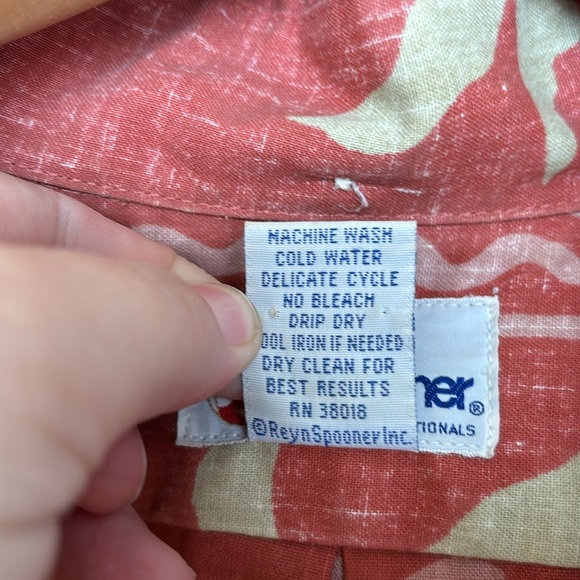 MACHINE WASH
COLD WATER
DELICATE CYCLE
NO BLEACH
DRIP DRY
OOL IRON IF NEEDED
DRY CLEAN FOR
BEST RESULTS
RN 38018
©ReynSpoonerInc.
ner®
TIONALS